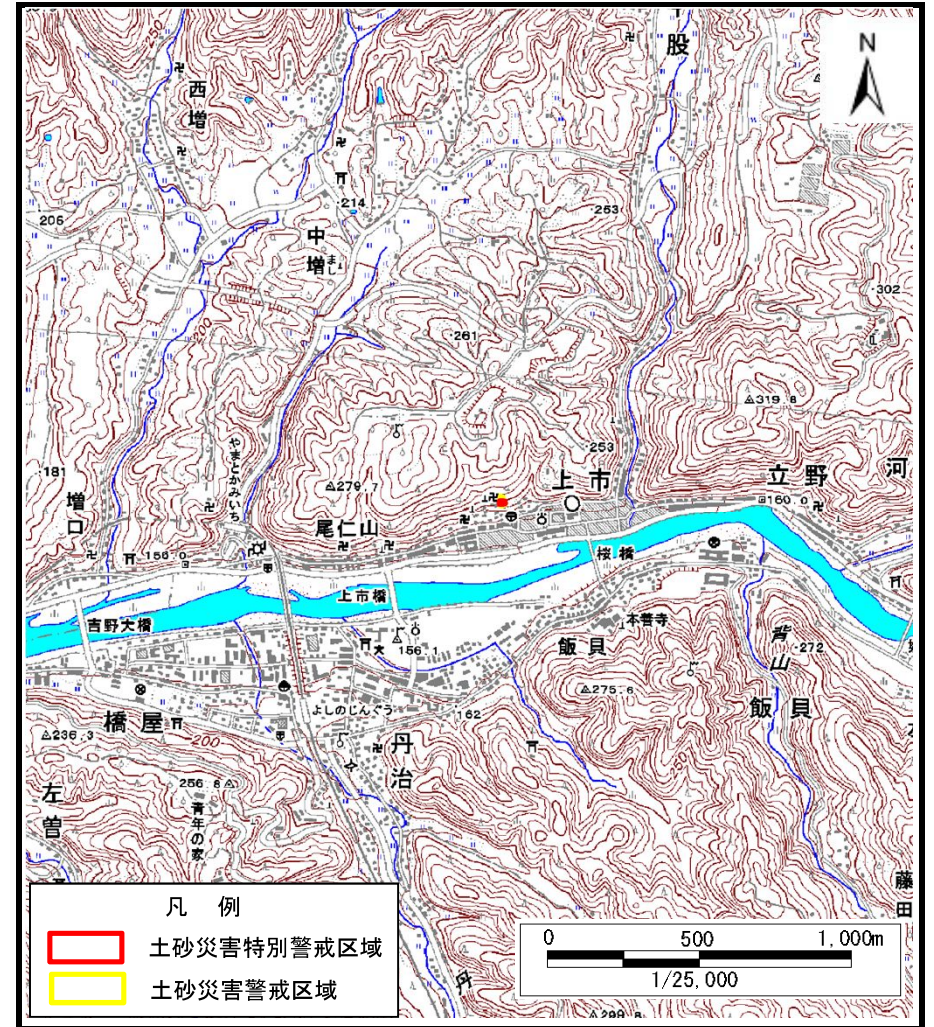 股
N
西増
206
214
中増
まし
253
302
261
319.8
253
やまとかみいち
181
279.7
上市
立野
河
160.0
増口
尾仁山
156.0
桜橋
上市橋
吉野大橋
本善寺
飯貝
背山
272
156.1
275.6
飯貝
よしのじんぐう
162
橋屋
236.3
200
丹治
256.8
青年の家
左曽
藤田
丹
299.8
凡 例
土砂災害特別警戒区域
土砂災害警戒区域
0 500 1,000m
1/25,000